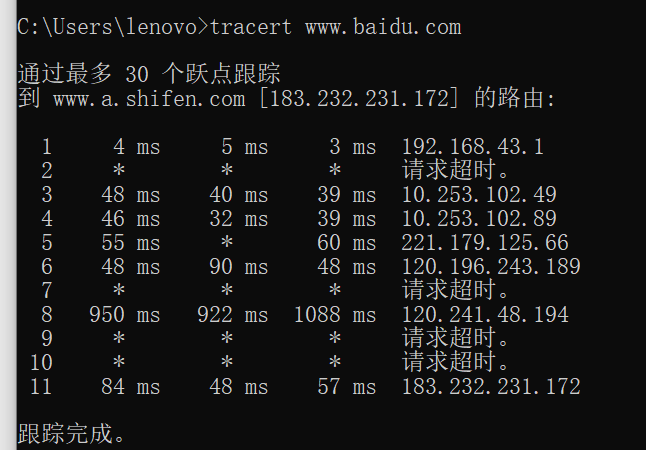 C:\Users\lenovo>tracert www.baidu.com
通过最多 30 个跃点跟踪
到 www.a.shifen.com [183.232.231.172] 的路由:
1 4 ms 5 ms 3 ms 192.168.43.1
2 * * * 请求超时。
3 48 ms 40 ms 39 ms 10.253.102.49
4 46 ms 32 ms 39 ms 10.253.102.89
5 55 ms * 60 ms 221.179.125.66
6 48 ms 90 ms 48 ms 120.196.243.189
7 * * * 请求超时。
8 950 ms 922 ms 1088 ms 120.241.48.194
9 * * * 请求超时。
10 * * * 请求超时。
11 84 ms 48 ms 57 ms 183.232.231.172
跟踪完成。